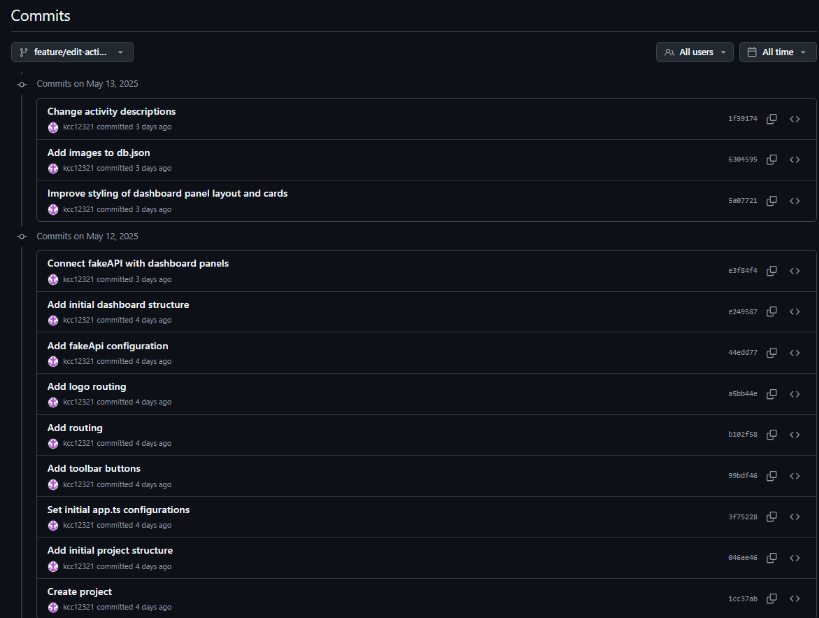 Commits
feature/edit-acti...
All users
All time
Commits on May 13, 2025
Change activity descriptions
kcc12321 committed 3 days ago
1f39174
Add images to db.json
kcc12321 committed 3 days ago
6304595
Improve styling of dashboard panel layout and cards
kcc12321 committed 3 days ago
5a07721
Commits on May 12, 2025
Connect fakeAPI with dashboard panels
kcc12321 committed 3 days ago
e3f84f4
Add initial dashboard structure
kcc12321 committed 4 days ago
e249587
Add fakeApi configuration
kcc12321 committed 4 days ago
44edd77
Add logo routing
kcc12321 committed 4 days ago
a5bb44e
Add routing
kcc12321 committed 4 days ago
b102f58
Add toolbar buttons
kcc12321 committed 4 days ago
99bdf46
Set initial app.ts configurations
kcc12321 committed 4 days ago
3f75228
Add initial project structure
kcc12321 committed 4 days ago
046ae46
Create project
kcc12321 committed 4 days ago
1cc37ab